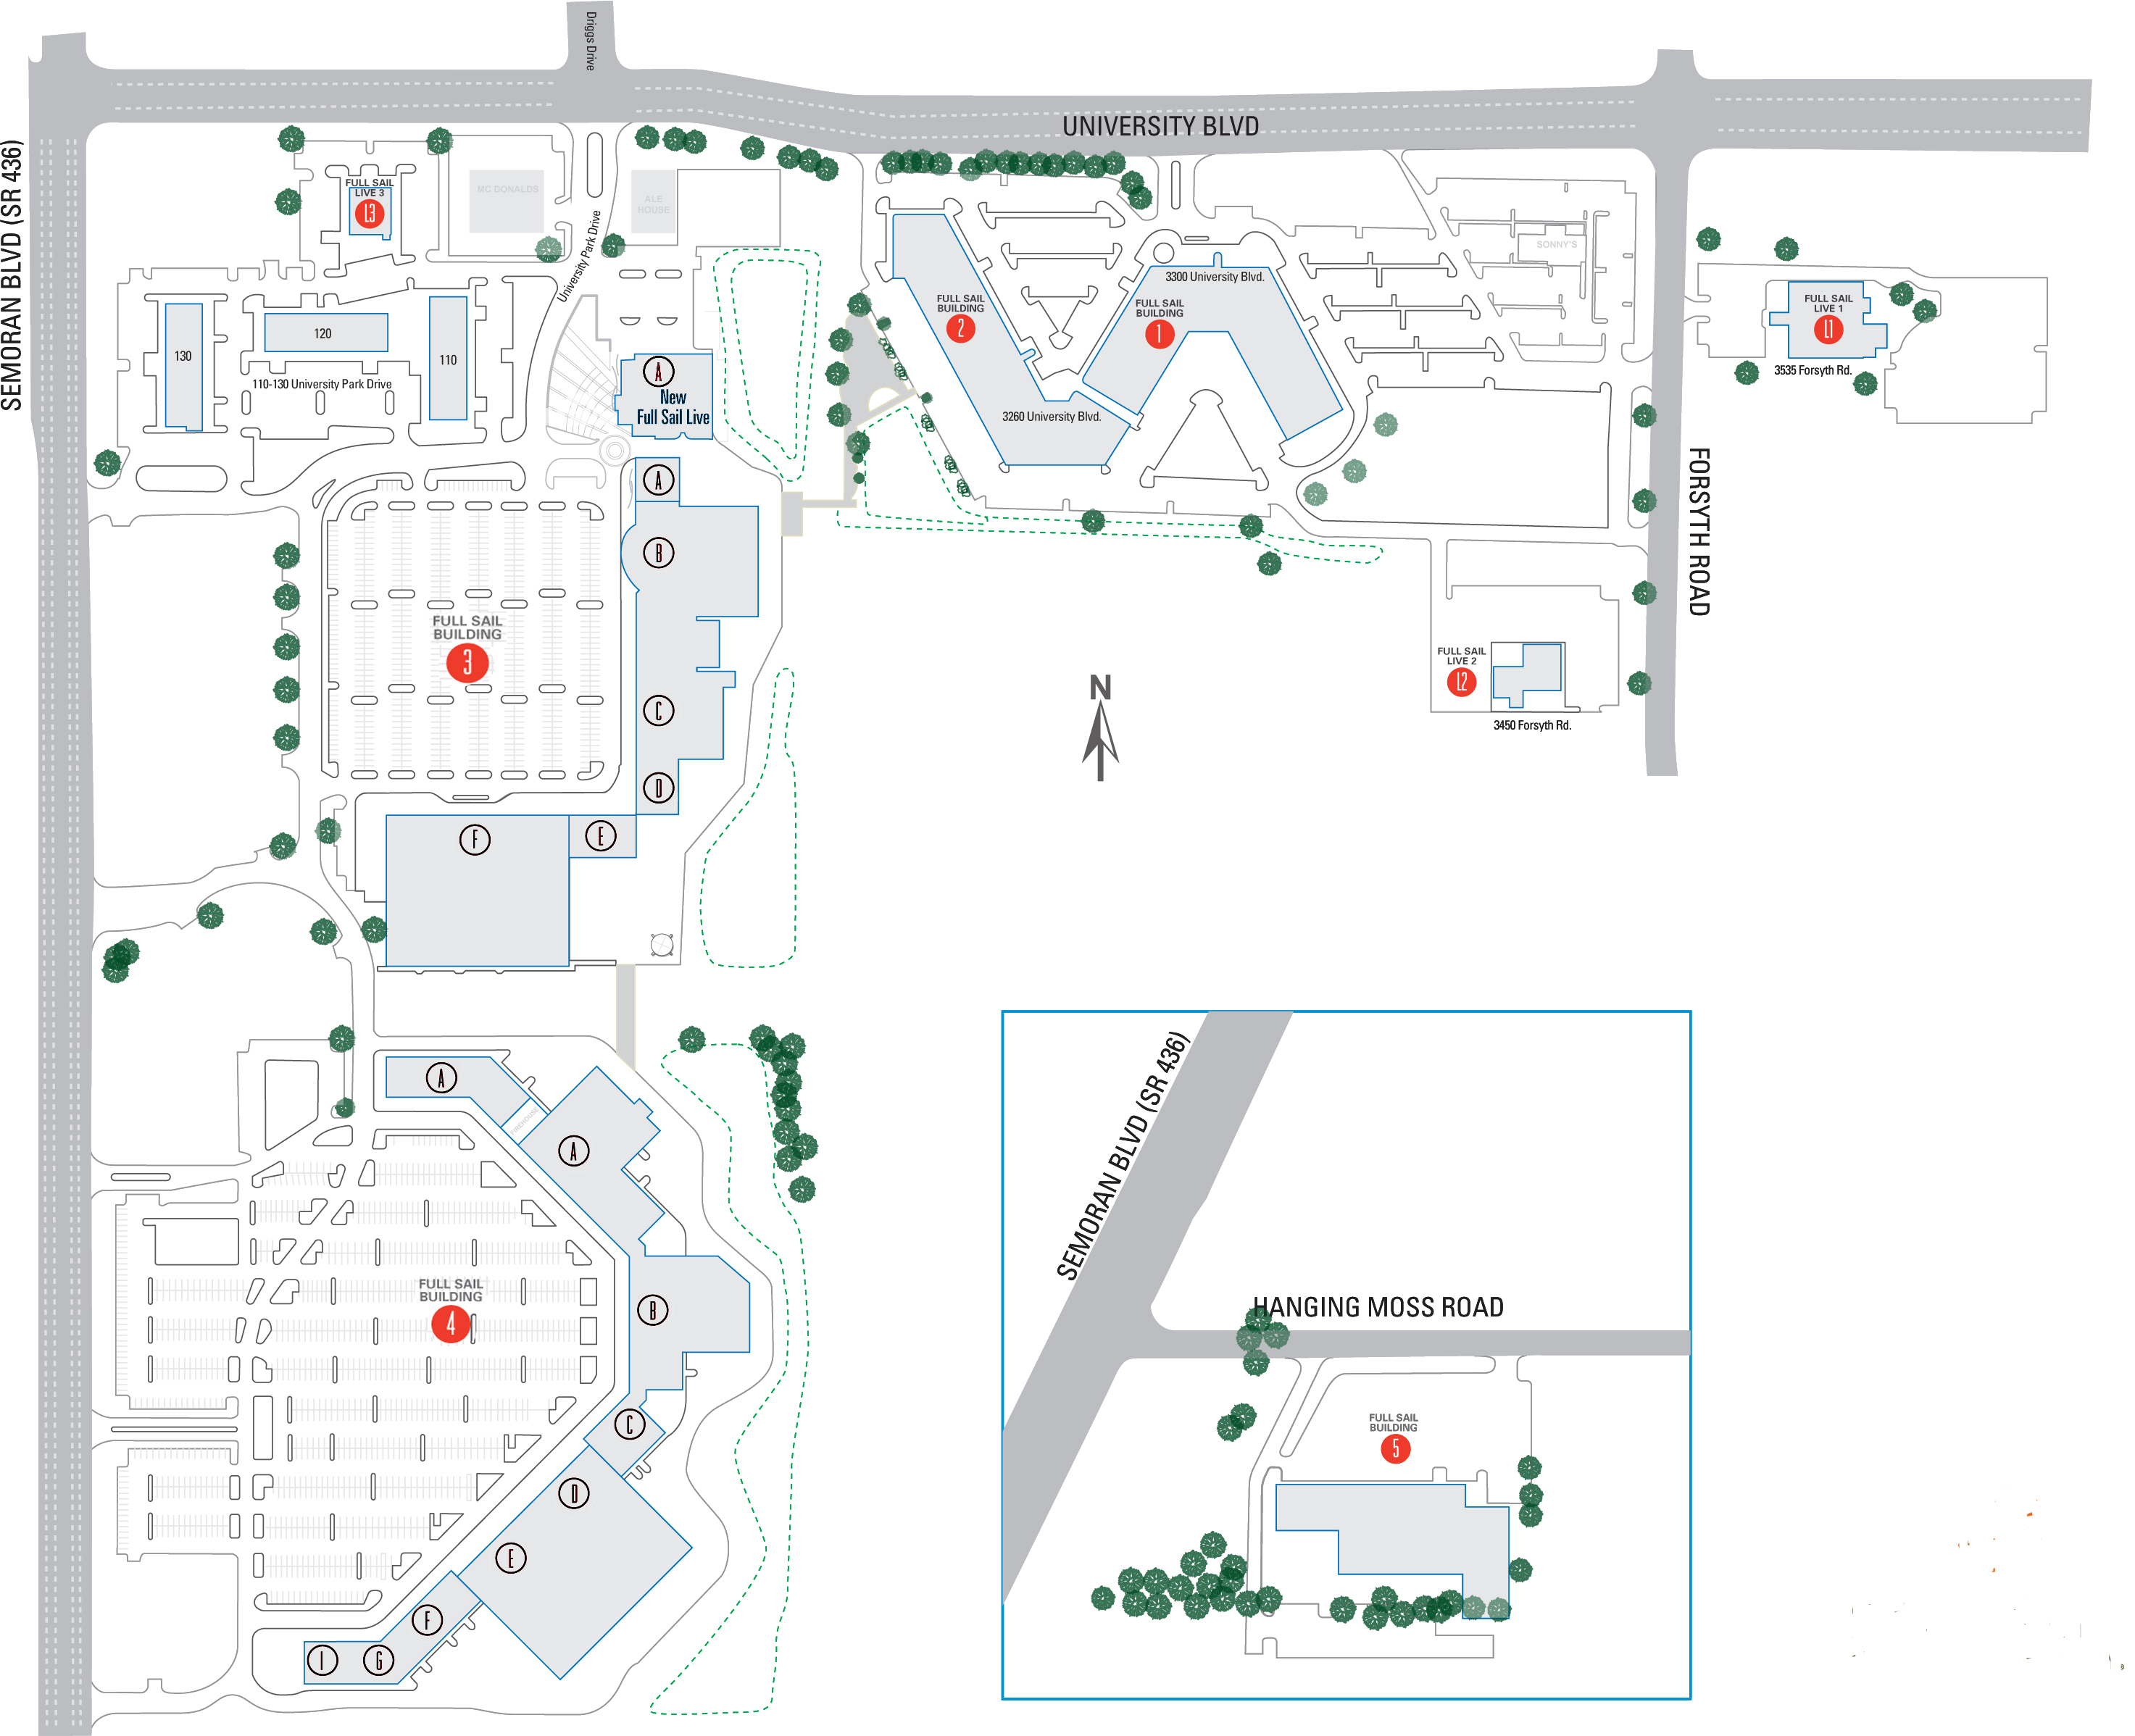 Driggs Drive
UNIVERSITY BLVD
SEMORAN BLVD (SR 436)
FULL SAIL
LIVE 3
L3
MC DONALDS
ALE
HOUSE
University Park Drive
SONNY'S
3300 University Blvd.
FULL SAIL
BUILDING
2
FULL SAIL
BUILDING
1
FULL SAIL
LIVE 1
L1
3535 Forsyth Rd.
130
120
110
110-130 University Park Drive
A
New
Full Sail Live
3260 University Blvd.
FORSYTH ROAD
A
B
FULL SAIL
BUILDING
3
C
D
E
F
FULL SAIL
LIVE 2
L2
3450 Forsyth Rd.
N
A
FIREHOUSE
A
B
FULL SAIL
BUILDING
4
C
D
E
F
G
I
SEMORAN BLVD (SR 436)
HANGING MOSS ROAD
FULL SAIL
BUILDING
5